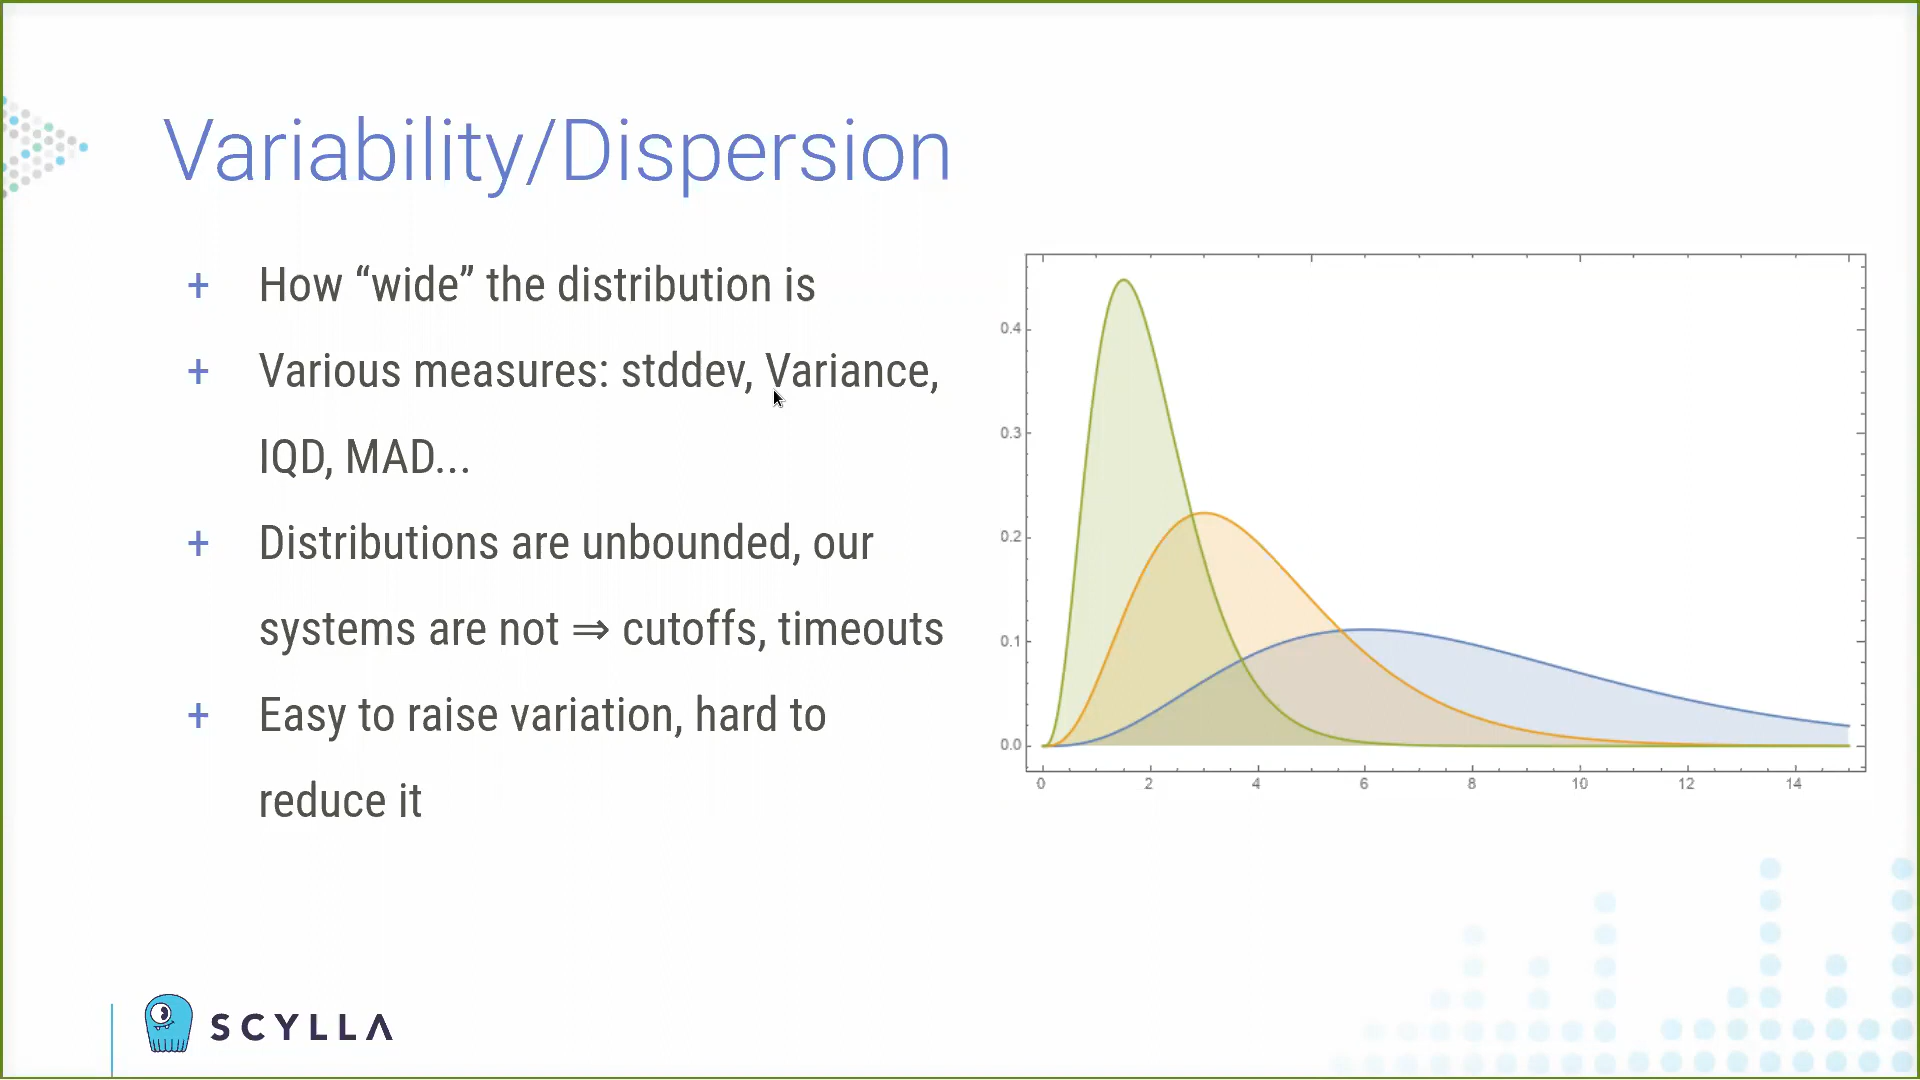 Variability/Dispersion
+ How “wide” the distribution is
+ Various measures: stddev, Variance,
IQD, MAD...
+ Distributions are unbounded, our
systems are not ⇒ cutoffs, timeouts
+ Easy to raise variation, hard to
reduce it
0.4
0.3
0.2
0.1
0.0
0 2 4 6 8 10 12 14
SCYLLA